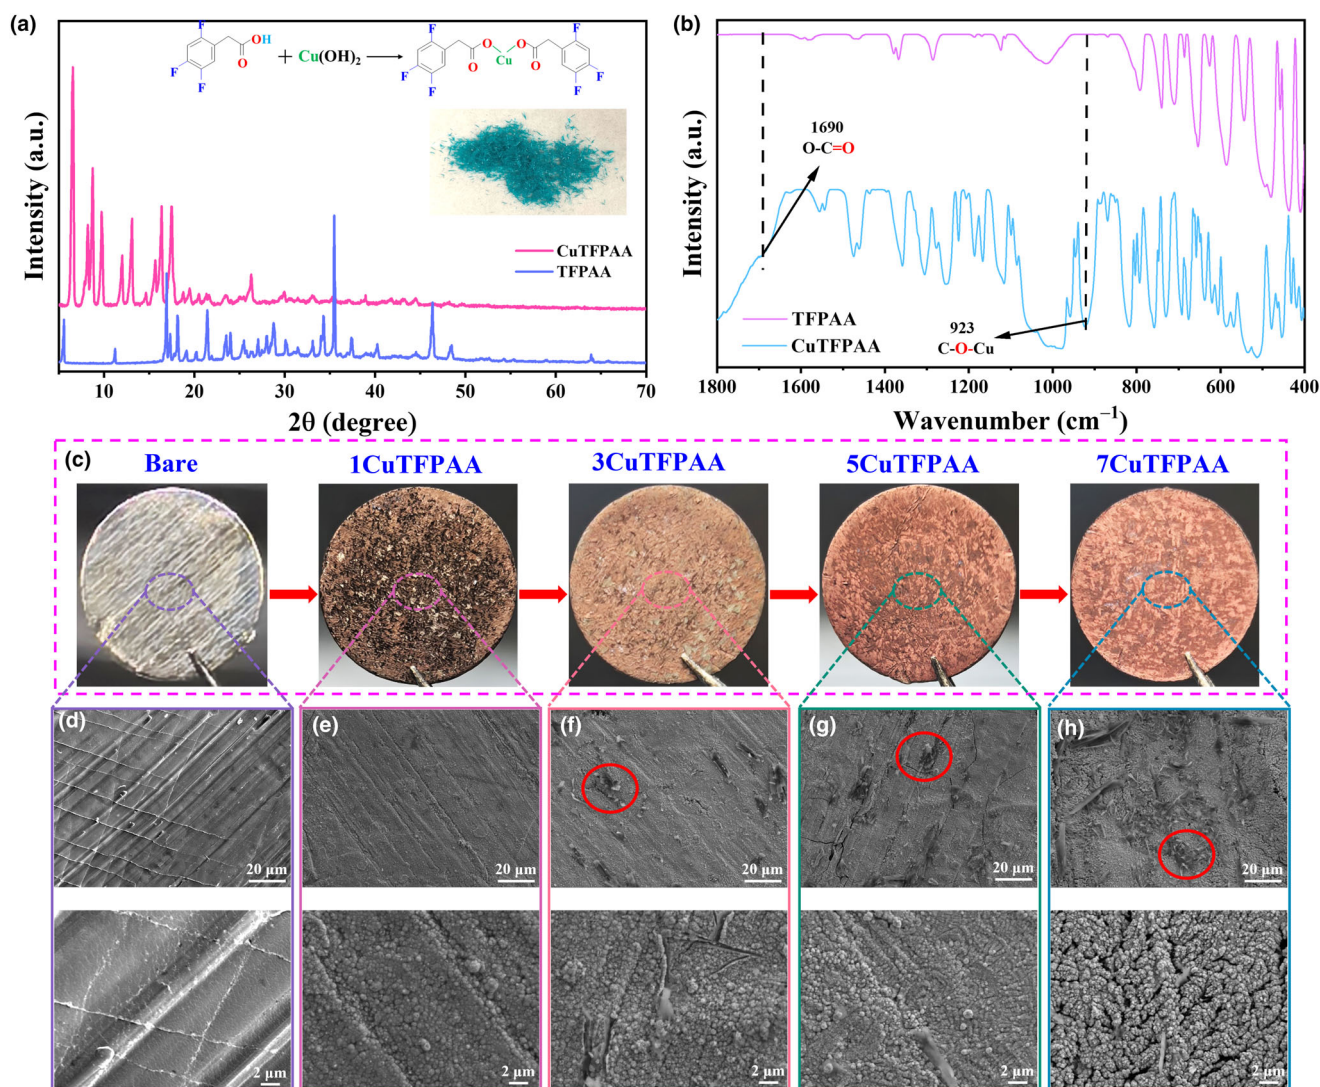 (a)
F
F
F
OH
O
+ Cu(OH)₂
F
F
F
O
O
Cu
O
O
F
F
F
CuTFPAA
TFPAA
Intensity (a.u.)
10 20 30 40 50 60 70
2θ (degree)
(b)
1690
O-C=O
923
C-O-Cu
TFPAA
CuTFPAA
Intensity (a.u.)
1800 1600 1400 1200 1000 800 600 400
Wavenumber (cm⁻¹)
(c)
Bare 1CuTFPAA 3CuTFPAA 5CuTFPAA 7CuTFPAA
(d) (e) (f) (g) (h)
20 µm 20 µm 20 µm 20 µm 20 µm
2 µm 2 µm 2 µm 2 µm 2 µm